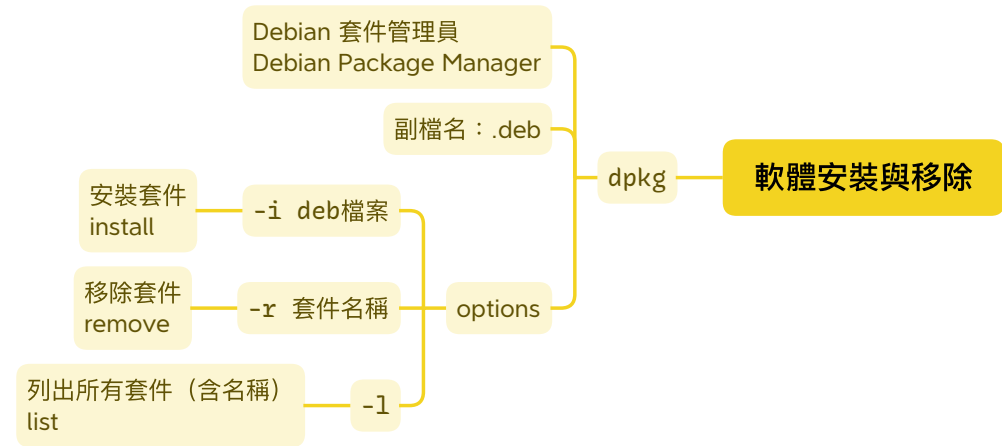 Debian 套件管理員
Debian Package Manager
副檔名：.deb
dpkg
軟體安裝與移除
安裝套件
install
-i deb檔案
移除套件
remove
-r 套件名稱
options
列出所有套件（含名稱）
list
-l